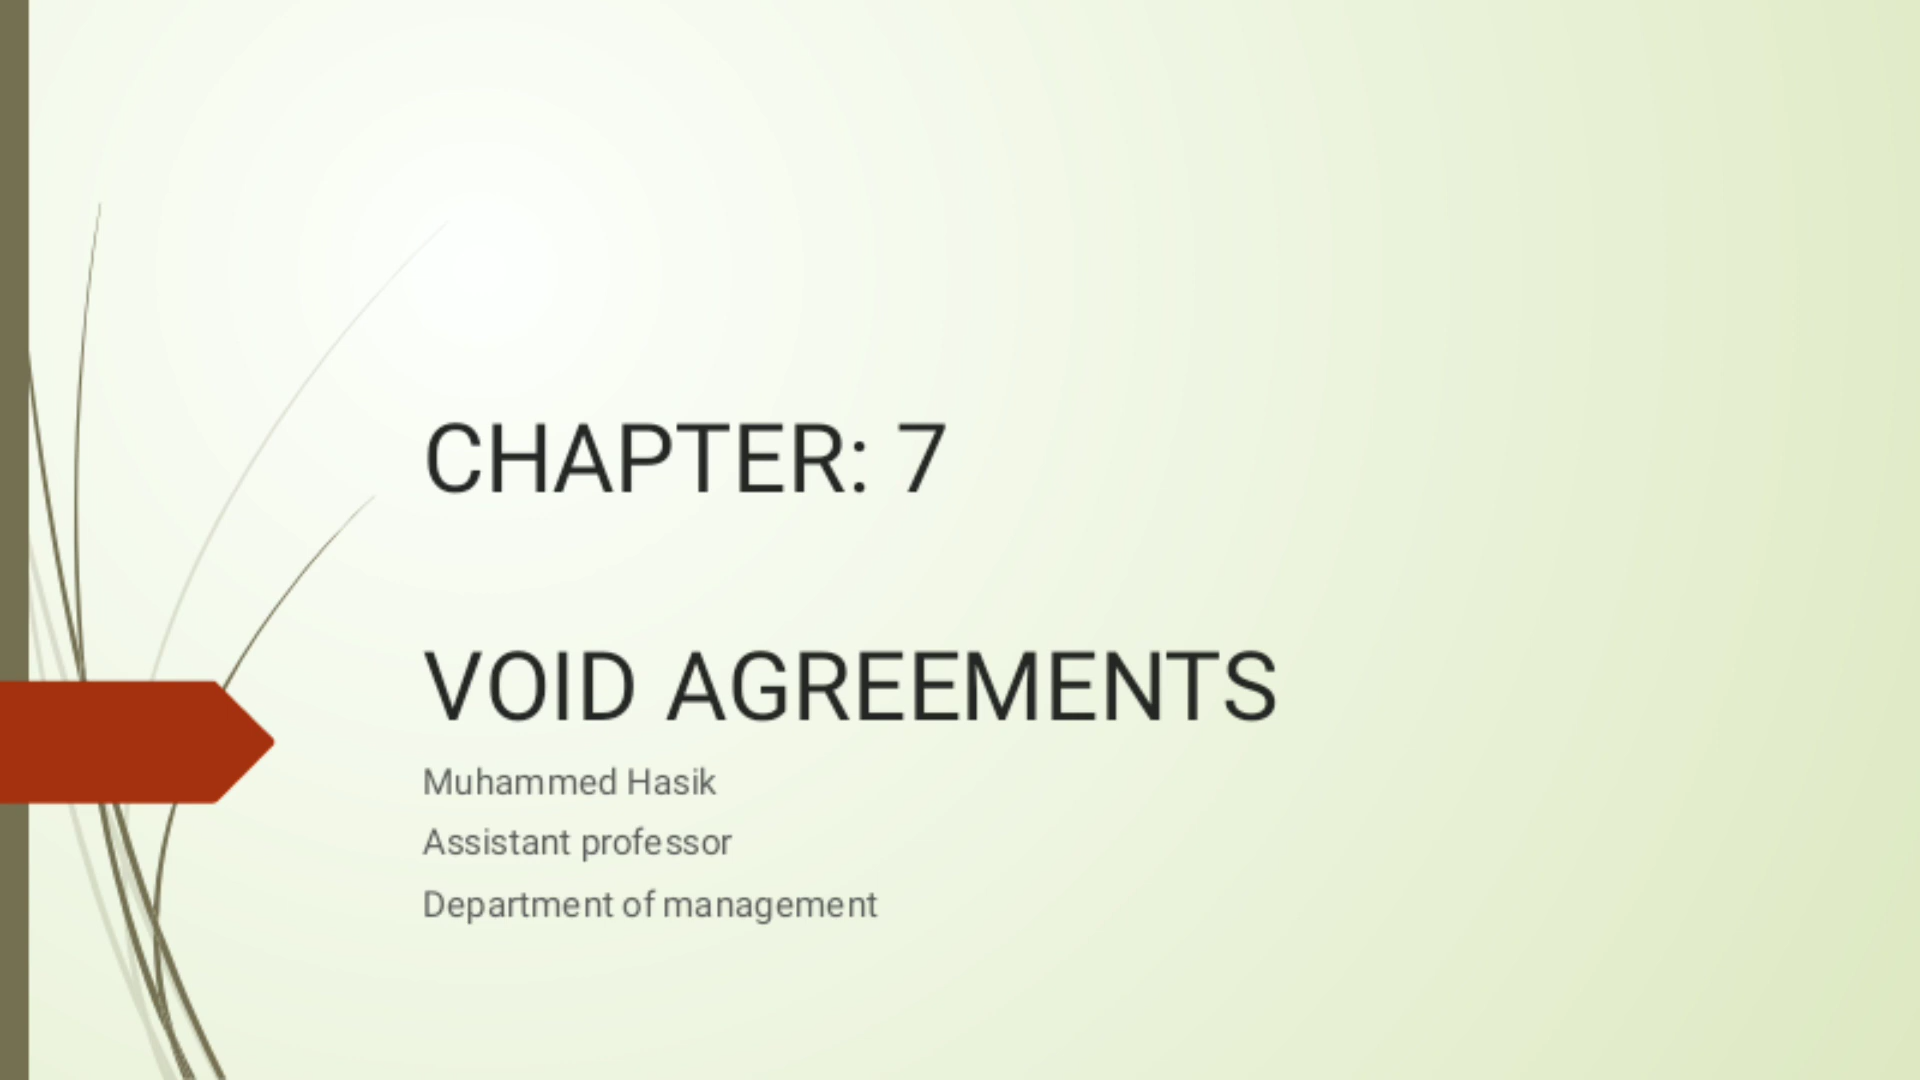 CHAPTER: 7
VOID AGREEMENTS
Muhammed Hasik
Assistant professor
Department of management